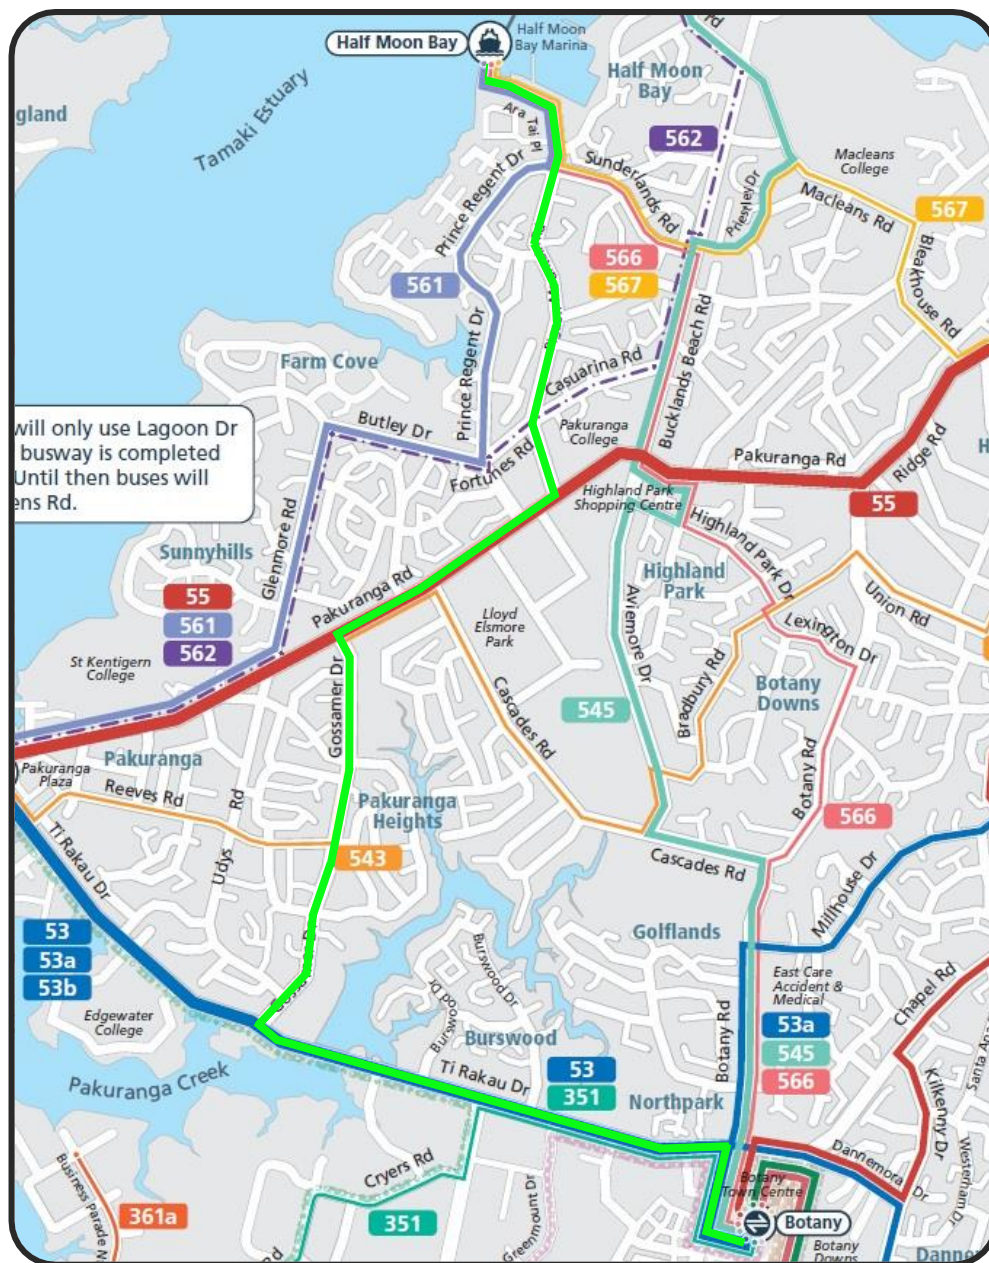 Half Moon Bay
Half Moon
Bay Marina
Half Moon
Bay
rd
gland
Tamaki Estuary
Ara
Tai Pl
562
Macleans
College
Prince Regent Dr
Sunderlands Rd
Priestley Dr
Macleans Rd
567
566
567
561
Bleakhouse Rd
Farm Cove
Prince Regent Dr
Casuarina Rd
Bucklands Beach Rd
will only use Lagoon Dr
busway is completed
Until then buses will
ens Rd.
Butley Dr
Fortunes Rd
Pakuranga
College
Pakuranga Rd
Ridge Rd
H
55
Highland Park
Shopping Centre
Highland Park Dr
Sunnyhills
Glenmore Rd
55
561
562
Pakuranga Rd
Lloyd
Elsmore
Park
Highland
Park
Aviemore Dr
Union Rd
Lexington Dr
St Kentigern
College
Gossamer Dr
Cascades Rd
545
Bradbury Rd
Botany
Downs
Botany Rd
Pakuranga
Pakuranga
Plaza
Reeves Rd
Udys
Rd
Pakuranga
Heights
543
566
Ti Rakau Dr
Cascades Rd
Millhouse Dr
53
53a
53b
Golflands
Burswood Dr
Burswood Dr
East Care
Accident &
Medical
Chapel Rd
Edgewater
College
Burswood
Botany Rd
53a
545
566
Santa Ana
Pakuranga Creek
Ti Rakau Dr
53
351
Northpark
Kilkenny Dr
Westerham Dr
Cryers Rd
Dannemora Dr
Botany
Town Centre
Business Parade N
361a
351
Greenmount Dr
Botany
Botany
Downs
Danne
Rd